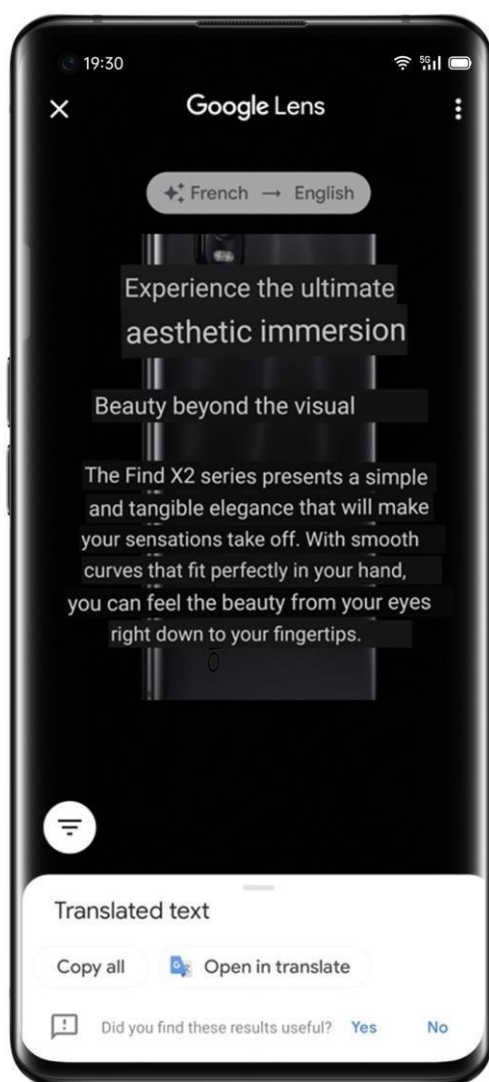 19:30
5G
Google Lens
French → English
Experience the ultimate
aesthetic immersion
Beauty beyond the visual
The Find X2 series presents a simple
and tangible elegance that will make
your sensations take off. With smooth
curves that fit perfectly in your hand,
you can feel the beauty from your eyes
right down to your fingertips.
Translated text
Copy all
Open in translate
Did you find these results useful? Yes No